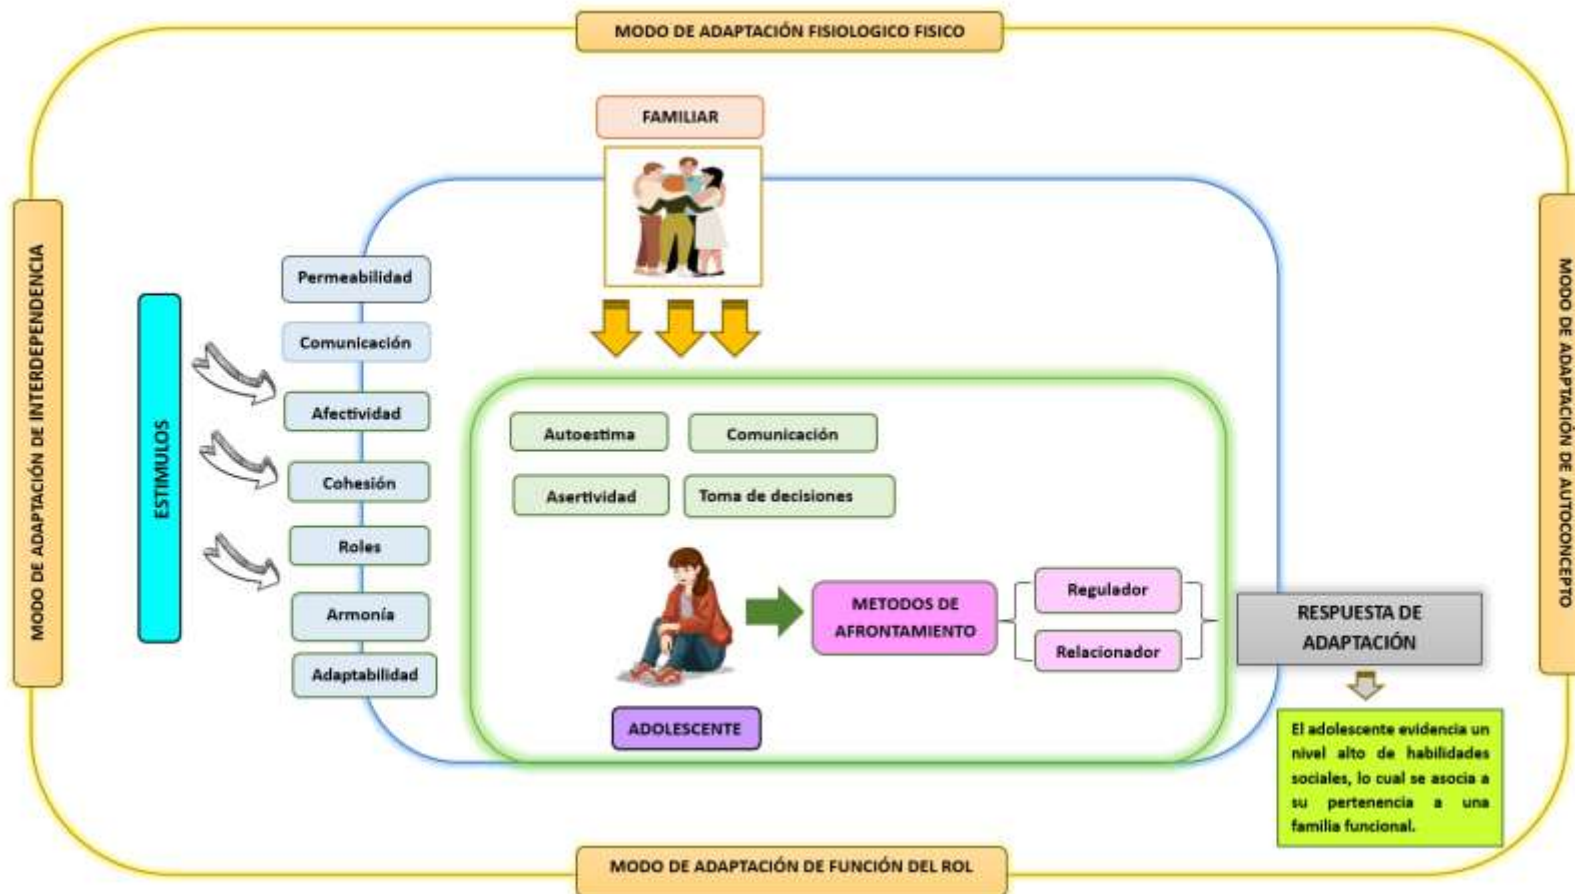 MODO DE ADAPTACIÓN FISIOLOGICO FISICO
FAMILIAR
MODO DE ADAPTACIÓN DE INTERDEPENDENCIA
ESTIMULOS
Permeabilidad
Comunicación
Afectividad
Cohesión
Roles
Armonía
Adaptabilidad
Autoestima
Comunicación
Asertividad
Toma de decisiones
ADOLESCENTE
METODOS DE
AFRONTAMIENTO
Regulador
Relacionador
RESPUESTA DE
ADAPTACIÓN
El adolescente evidencia un
nivel alto de habilidades
sociales, lo cual se asocia a
su pertenencia a una
familia funcional.
MODO DE ADAPTACIÓN DE AUTOCONCEPTO
MODO DE ADAPTACIÓN DE FUNCIÓN DEL ROL